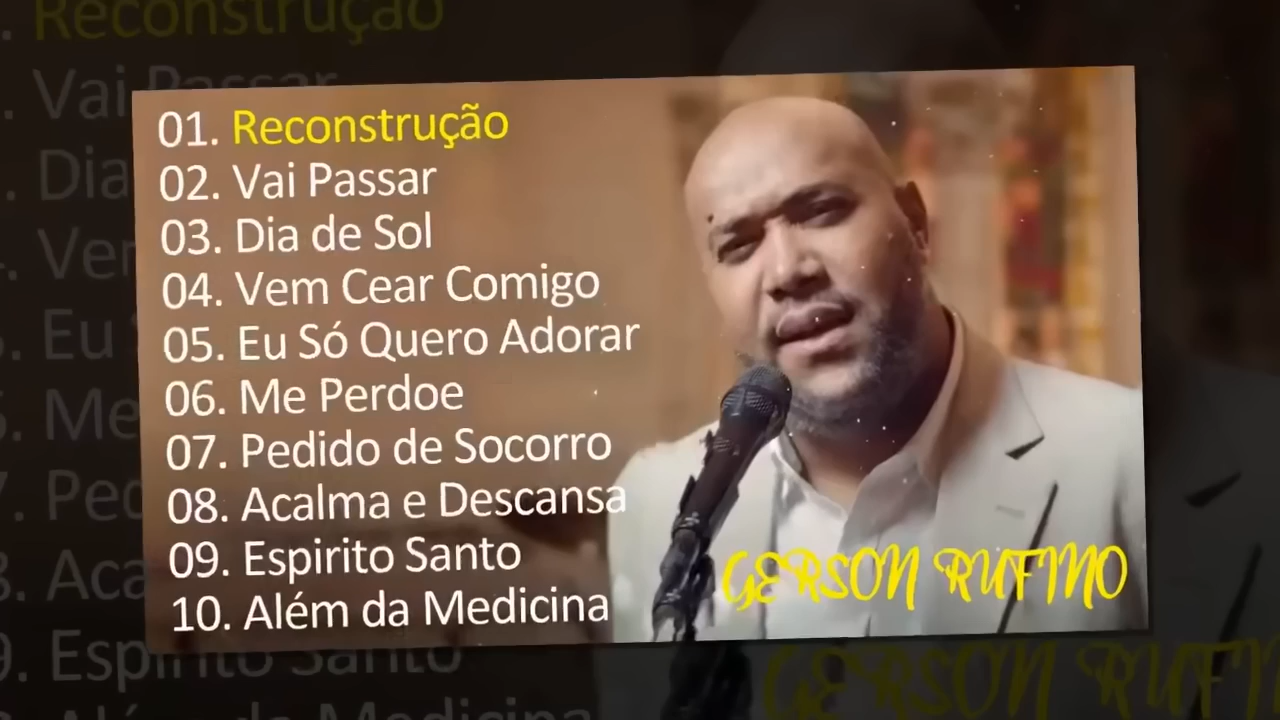 01. Reconstrução
02. Vai Passar
03. Dia de Sol
04. Vem Cear Comigo
05. Eu Só Quero Adorar
06. Me Perdoe
07. Pedido de Socorro
08. Acalma e Descansa
09. Espirito Santo
10. Além da Medicina
GERSON RUFINO